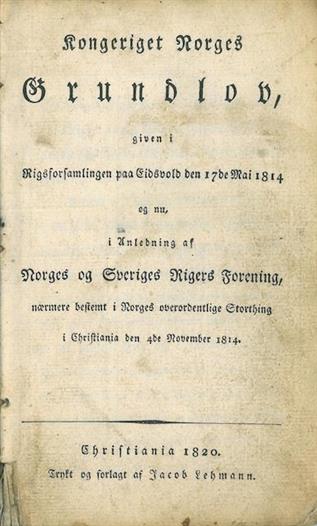 Kongeriget Norges
Grundlov,
given i
Rigsforsamlingen paa Eidsvold den 17de Mai 1814
og nu,
i Anledning af
Norges og Sveriges Rigers Forening,
nærmere bestemt i Norges overordentlige Storthing
i Christiania den 4de November 1814.
Christiania 1820.
Trykt og forlagt af Jacob Lehmann.